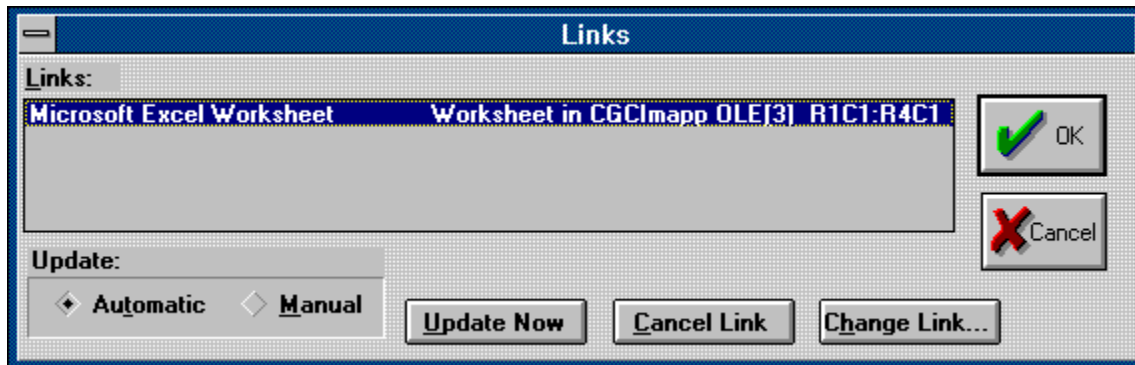 Links
Links:
Microsoft Excel Worksheet Worksheet in CGCImapp OLE[3] R1C1:R4C1
OK
Cancel
Update:
Automatic Manual
Update Now Cancel Link Change Link...